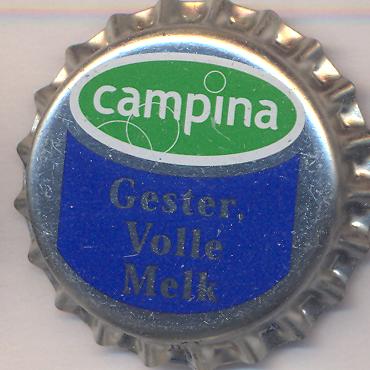 campina
Gester.
Volle
Melk